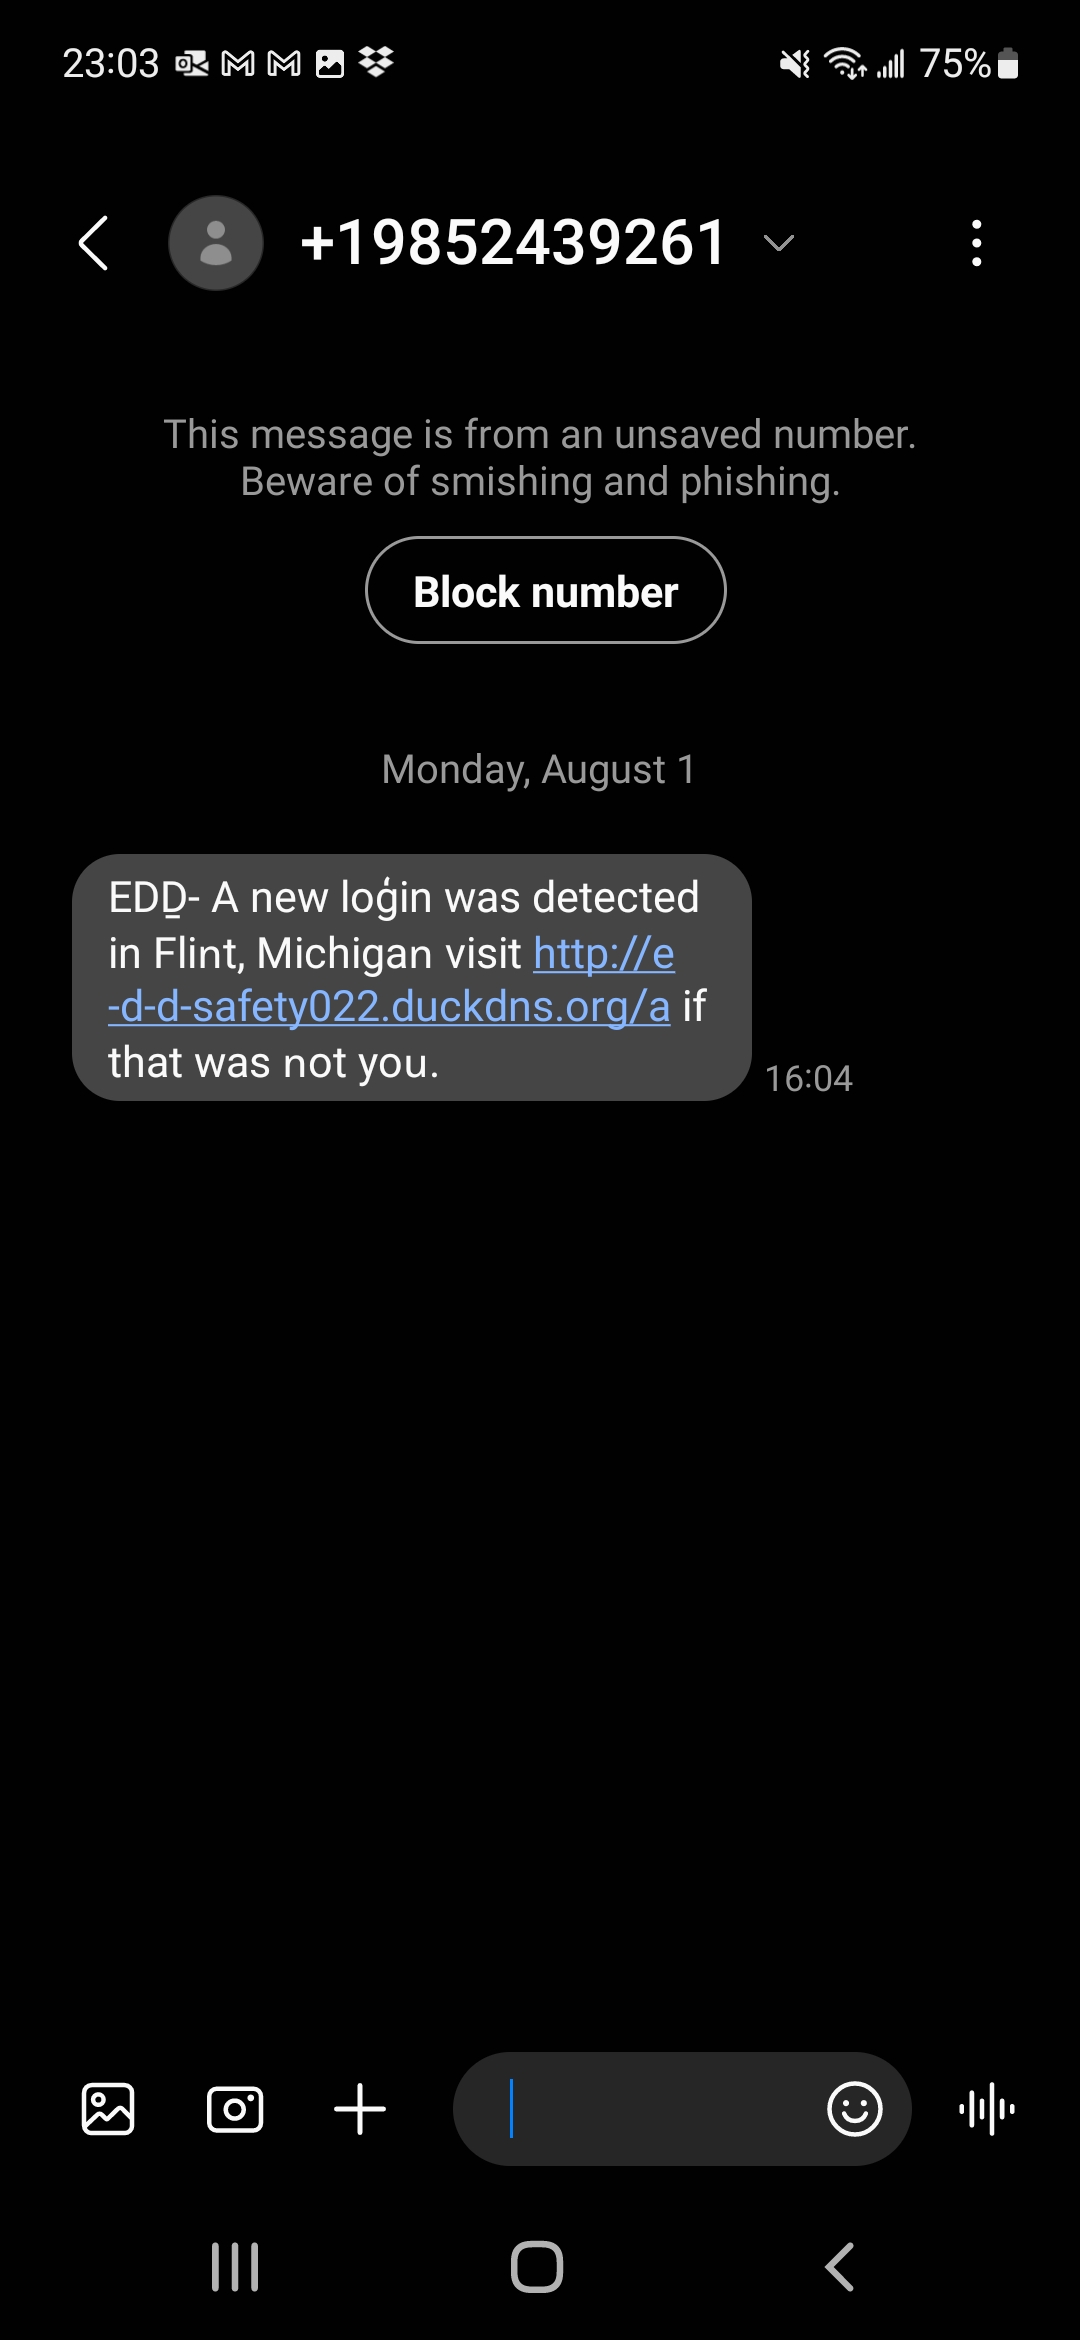 23:03
75%
+19852439261
This message is from an unsaved number.
Beware of smishing and phishing.
Block number
Monday, August 1
EDḎ- A new loģin was detected
in Flint, Michigan visit http://e
-d-d-safety022.duckdns.org/a if
that was not you.
16:04